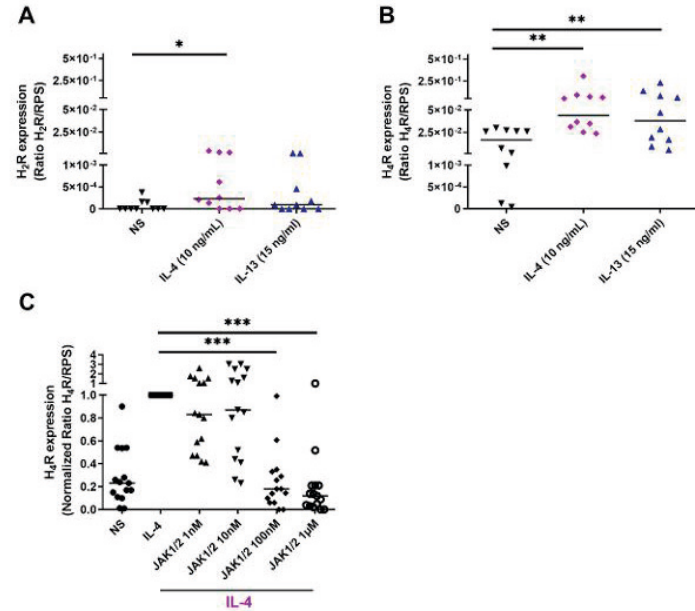 A
*
H₂R expression
(Ratio H₂R/RPS)
5×10⁻¹
2.5×10⁻¹
5×10⁻²
2.5×10⁻²
1×10⁻³
5×10⁻⁴
0
NS
IL-4 (10 ng/mL)
IL-13 (15 ng/ml)
B
**
**
H₄R expression
(Ratio H₄R/RPS)
5×10⁻¹
2.5×10⁻¹
5×10⁻²
2.5×10⁻²
1×10⁻³
5×10⁻⁴
0
NS
IL-4 (10 ng/mL)
IL-13 (15 ng/ml)
C
***
***
H₄R expression
(Normalized Ratio H₄R/RPS)
4
3
2
1
1.0
0.8
0.6
0.4
0.2
0.0
NS
IL-4
JAK1/2 1nM
JAK1/2 10nM
JAK1/2 100nM
JAK1/2 1µM
IL-4